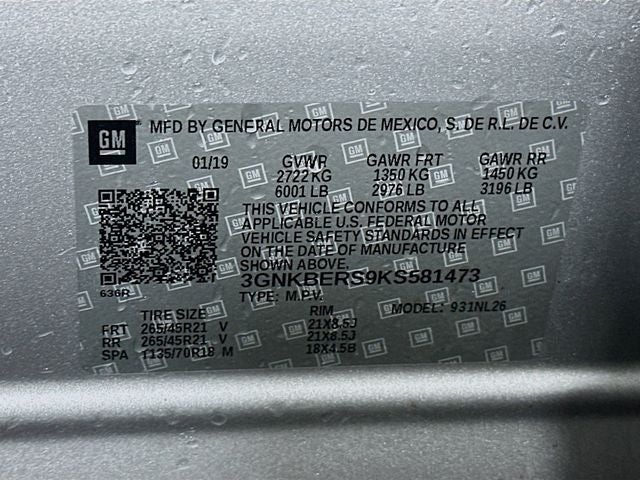 GM MFD BY GENERAL MOTORS DE MEXICO, S. DE R.L. DE C.V.
01/19 GVWR GAWR FRT GAWR RR
2722 KG 1350 KG 1450 KG
6001 LB 2976 LB 3196 LB
THIS VEHICLE CONFORMS TO ALL
APPLICABLE U.S. FEDERAL MOTOR
VEHICLE SAFETY STANDARDS IN EFFECT
ON THE DATE OF MANUFACTURE
SHOWN ABOVE.
3GNKBERS9KS581473
636R TYPE: M.P.V. MODEL: 931NL26
TIRE SIZE RIM
FRT 265/45R21 V 21X8.5J
RR 265/45R21 V 21X8.5J
SPA T135/70R18 M 18X4.5B